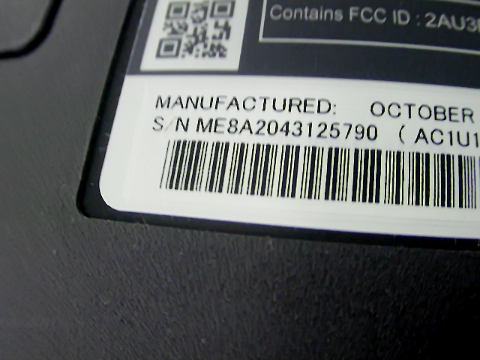 Contains FCC ID : 2AU3
MANUFACTURED: OCTOBER
S/N ME8A2043125790 ( AC1U1